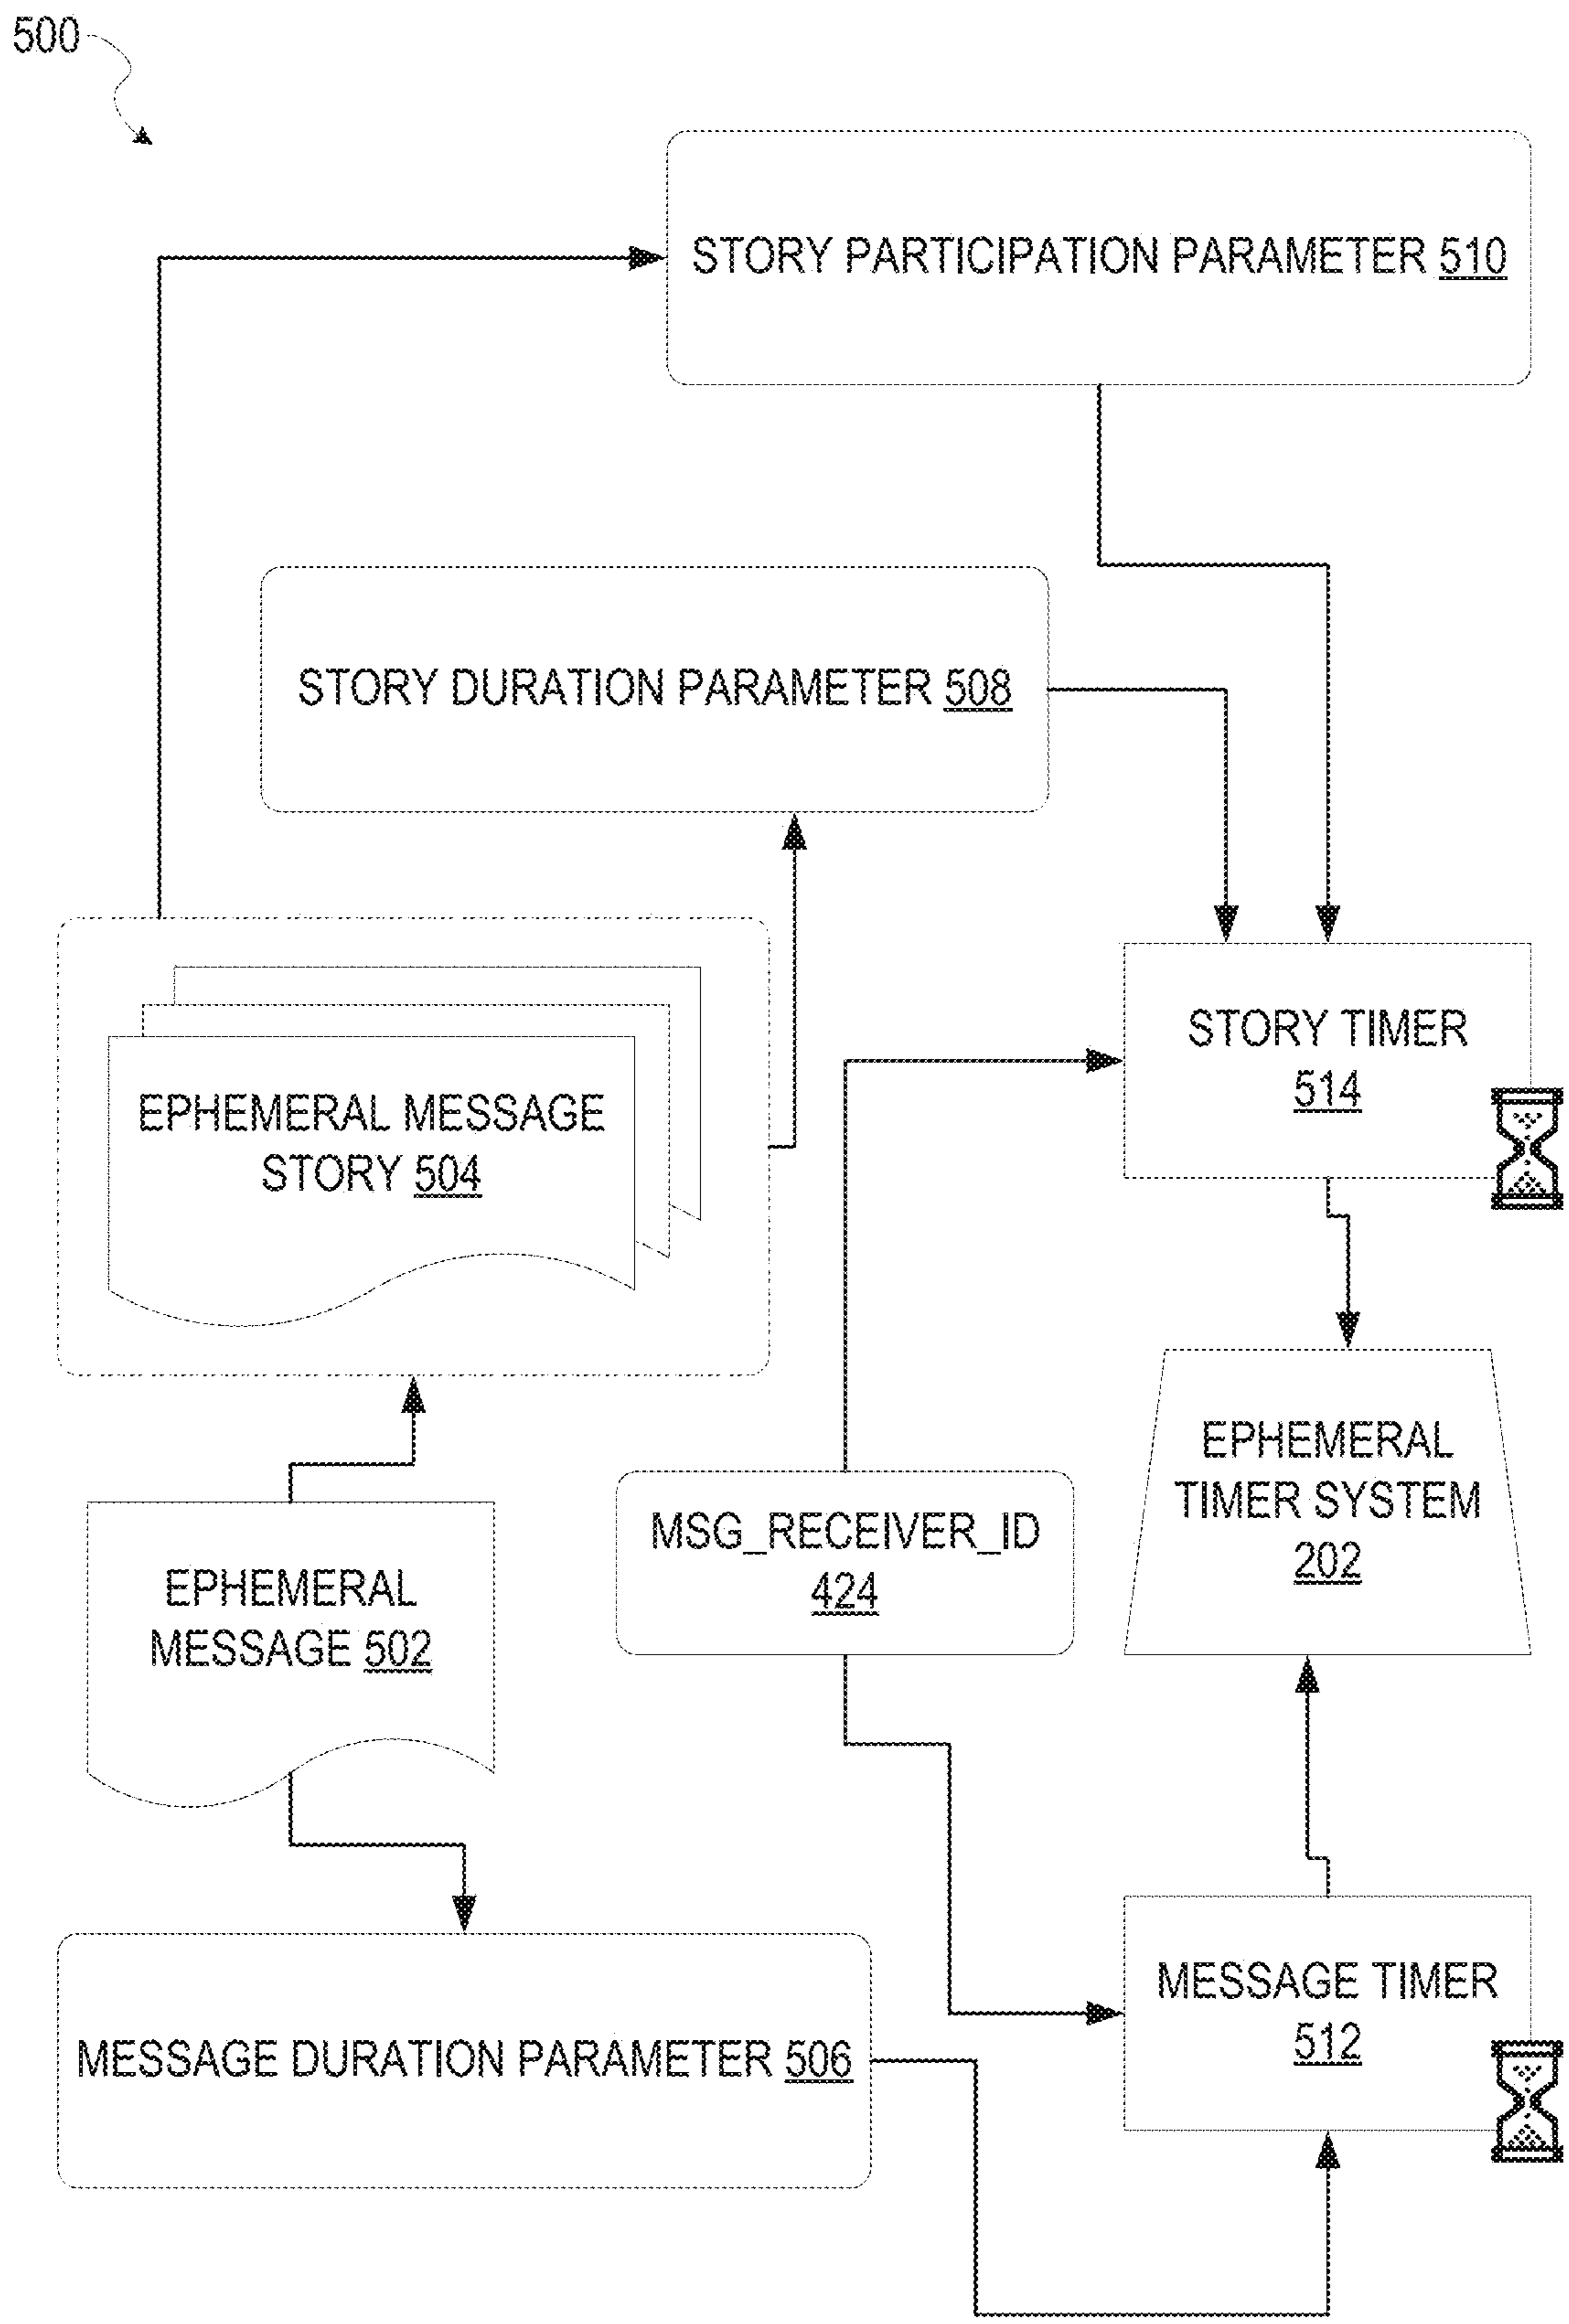 500
STORY PARTICIPATION PARAMETER 510
STORY DURATION PARAMETER 508
EPHEMERAL MESSAGE
STORY 504
STORY TIMER
514
EPHEMERAL
TIMER SYSTEM
202
MSG_RECEIVER_ID
424
EPHEMERAL
MESSAGE 502
MESSAGE TIMER
512
MESSAGE DURATION PARAMETER 506